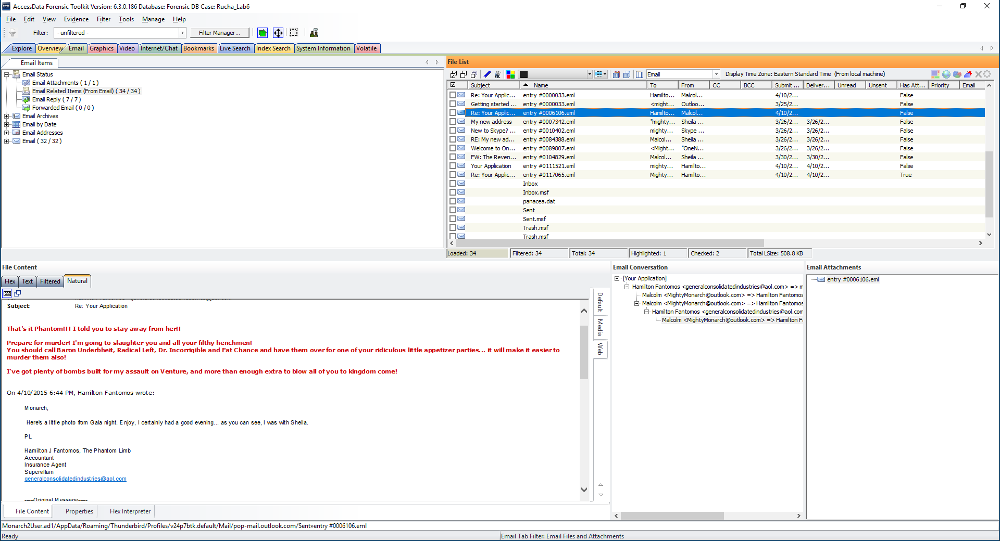 AccessData Forensic Toolkit Version: 6.3.0.186 Database: Forensic DB Case: Rucha_Lab6
File Edit View Evidence Filter Tools Manage Help
Filter: - unfiltered - Filter Manager...
Explore Overview Email Graphics Video Internet/Chat Bookmarks Live Search Index Search System Information Volatile
Email Items
Email Status
Email Attachments ( 1 / 1 )
Email Related Items (From Email) ( 34 / 34 )
Email Reply ( 7 / 7 )
Forwarded Email ( 0 / 0 )
Email Archives
Email by Date
Email Addresses
Email ( 32 / 32 )
File List
Email Display Time Zone: Eastern Standard Time (From local machine)
Subject Name To From CC BCC Submit ... Deliver... Unread Unsent Has Att... Priority Email
Re: Your Applic... entry #0000033.eml Hamilto... Malcol... 4/10/2... False
Getting started ... entry #0000033.eml <might... Outloo... 3/25/2... False
Re: Your Applic... entry #0006106.eml Hamilto... Malcol... 4/10/2... False
My new address entry #0007342.eml "mighty... Sheila ... 3/26/2... 3/26/2... False
New to Skype? ... entry #0010402.eml mighty... Skype ... 3/26/2... 3/26/2... False
RE: My new ad... entry #0084388.eml Malcol... Sheila ... 3/26/2... 3/26/2... False
Welcome to On... entry #0089807.eml <Might... "OneN... 3/26/2... 3/26/2... False
FW: The Reven... entry #0104829.eml Malcol... Sheila ... 3/30/2... 3/30/2... False
Your Application entry #0111521.eml mighty... Hamilto... 4/10/2... 4/10/2... False
Re: Your Applic... entry #0117065.eml Mighty... Hamilto... 4/10/2... 4/10/2... True
Inbox
Inbox.msf
panacea.dat
Sent
Sent.msf
Trash.msf
Trash.msf
Loaded: 34 Filtered: 34 Total: 34 Highlighted: 1 Checked: 2 Total LSize: 508.8 KB
File Content
Hex Text Filtered Natural
css
Subject: Re: Your Application
That's it Phantom!!! I told you to stay away from her!!
Prepare for murder! I'm going to slaughter you and all your filthy henchmen!
You should call Baron Underbheit, Radical Left, Dr. Incorrigible and Fat Chance and have them over for one of your ridiculous little appetizer parties... it will make it easier to
murder them also!
I've got plenty of bombs built for my assault on Venture, and more than enough extra to blow all of you to kingdom come!
On 4/10/2015 6:44 PM, Hamilton Fantomos wrote:
Monarch,
Here's a little photo from Gala night. Enjoy, I certainly had a good evening... as you can see, I was with Sheila.
PL
Hamilton J Fantomos, The Phantom Limb
Accountant
Insurance Agent
Supervillain
generalconsolidatedindustries@aol.com
-----Original Message-----
Default
Media
Web
Email Conversation
[Your Application]
Hamilton Fantomos <generalconsolidatedindustries@aol.com> => m
Malcolm <MightyMonarch@outlook.com> => Hamilton Fantomos
Malcolm <MightyMonarch@outlook.com> => Hamilton Fantomos
Hamilton Fantomos <generalconsolidatedindustries@aol.com
Malcolm <MightyMonarch@outlook.com> => Hamilton Fa
Email Attachments
entry #0006106.eml
File Content Properties Hex Interpreter
Monarch2User.ad1/AppData/Roaming/Thunderbird/Profiles/v24p7btk.default/Mail/pop-mail.outlook.com/Sent»entry #0006106.eml
Ready Email Tab Filter: Email Files and Attachments